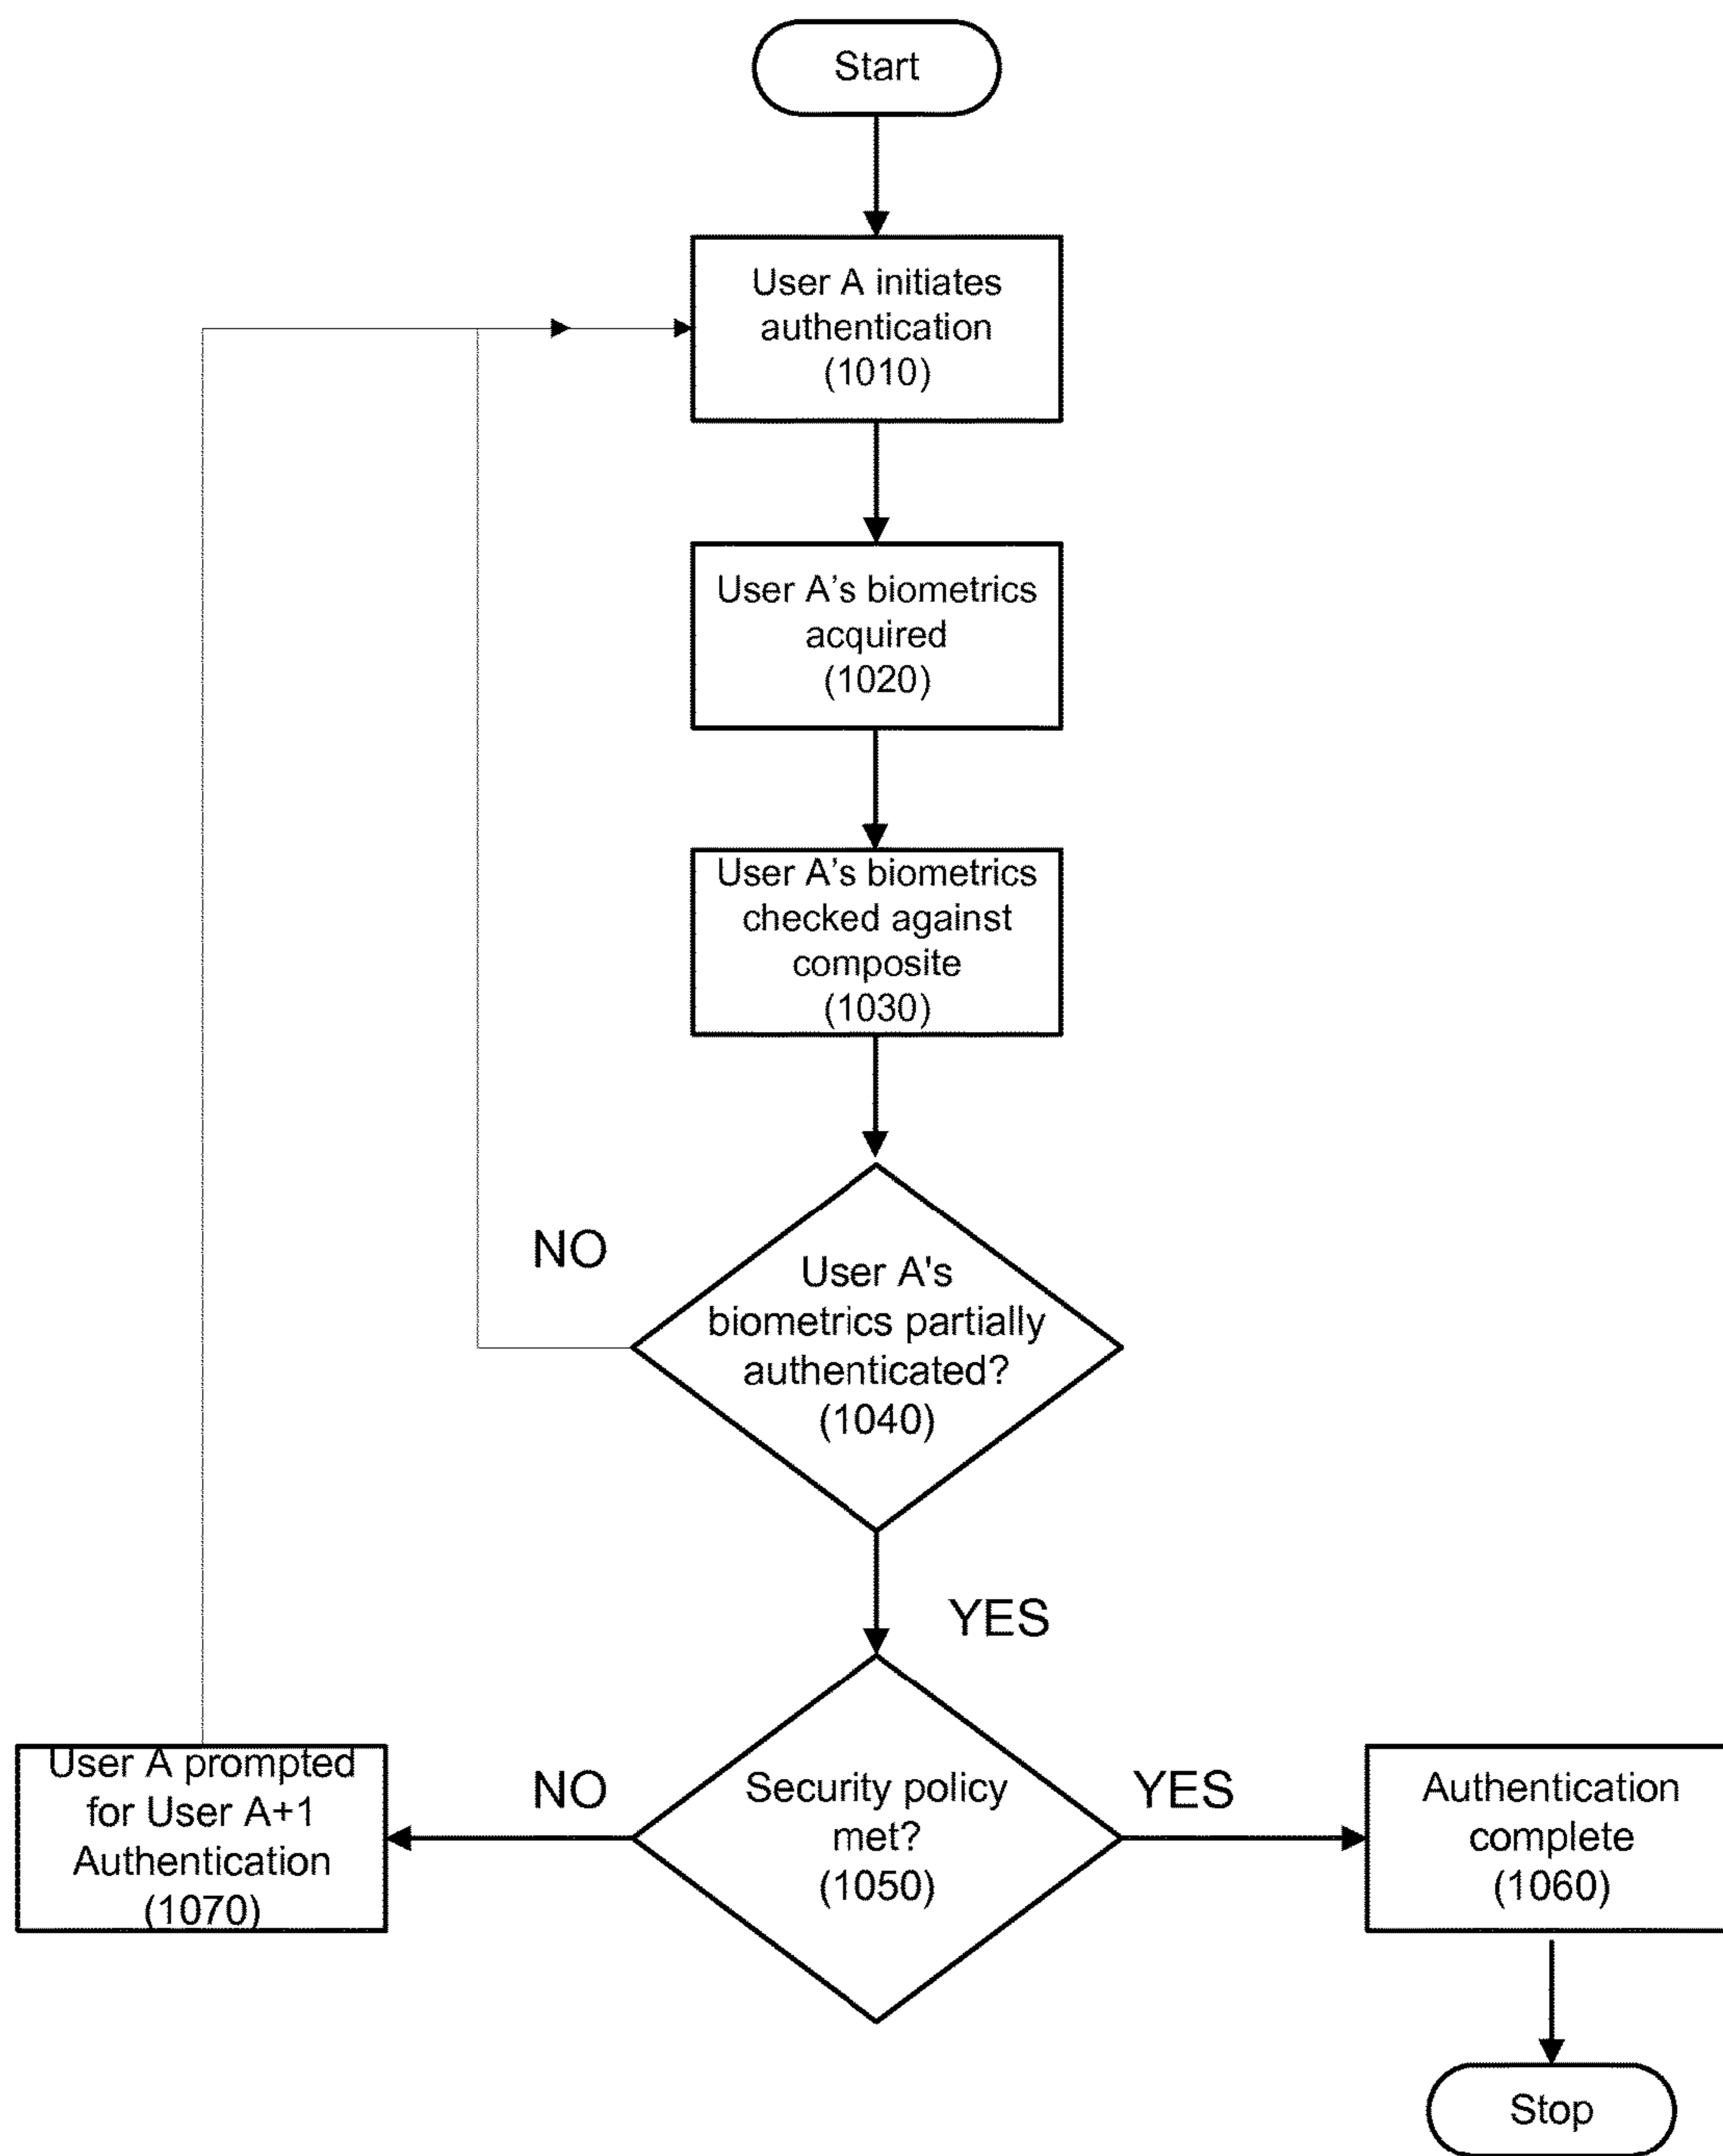 Start
User A initiates
authentication
(1010)
User A's biometrics
acquired
(1020)
User A's biometrics
checked against
composite
(1030)
NO
User A's
biometrics partially
authenticated?
(1040)
YES
User A prompted
for User A+1
Authentication
(1070)
NO
Security policy
met?
(1050)
YES
Authentication
complete
(1060)
Stop